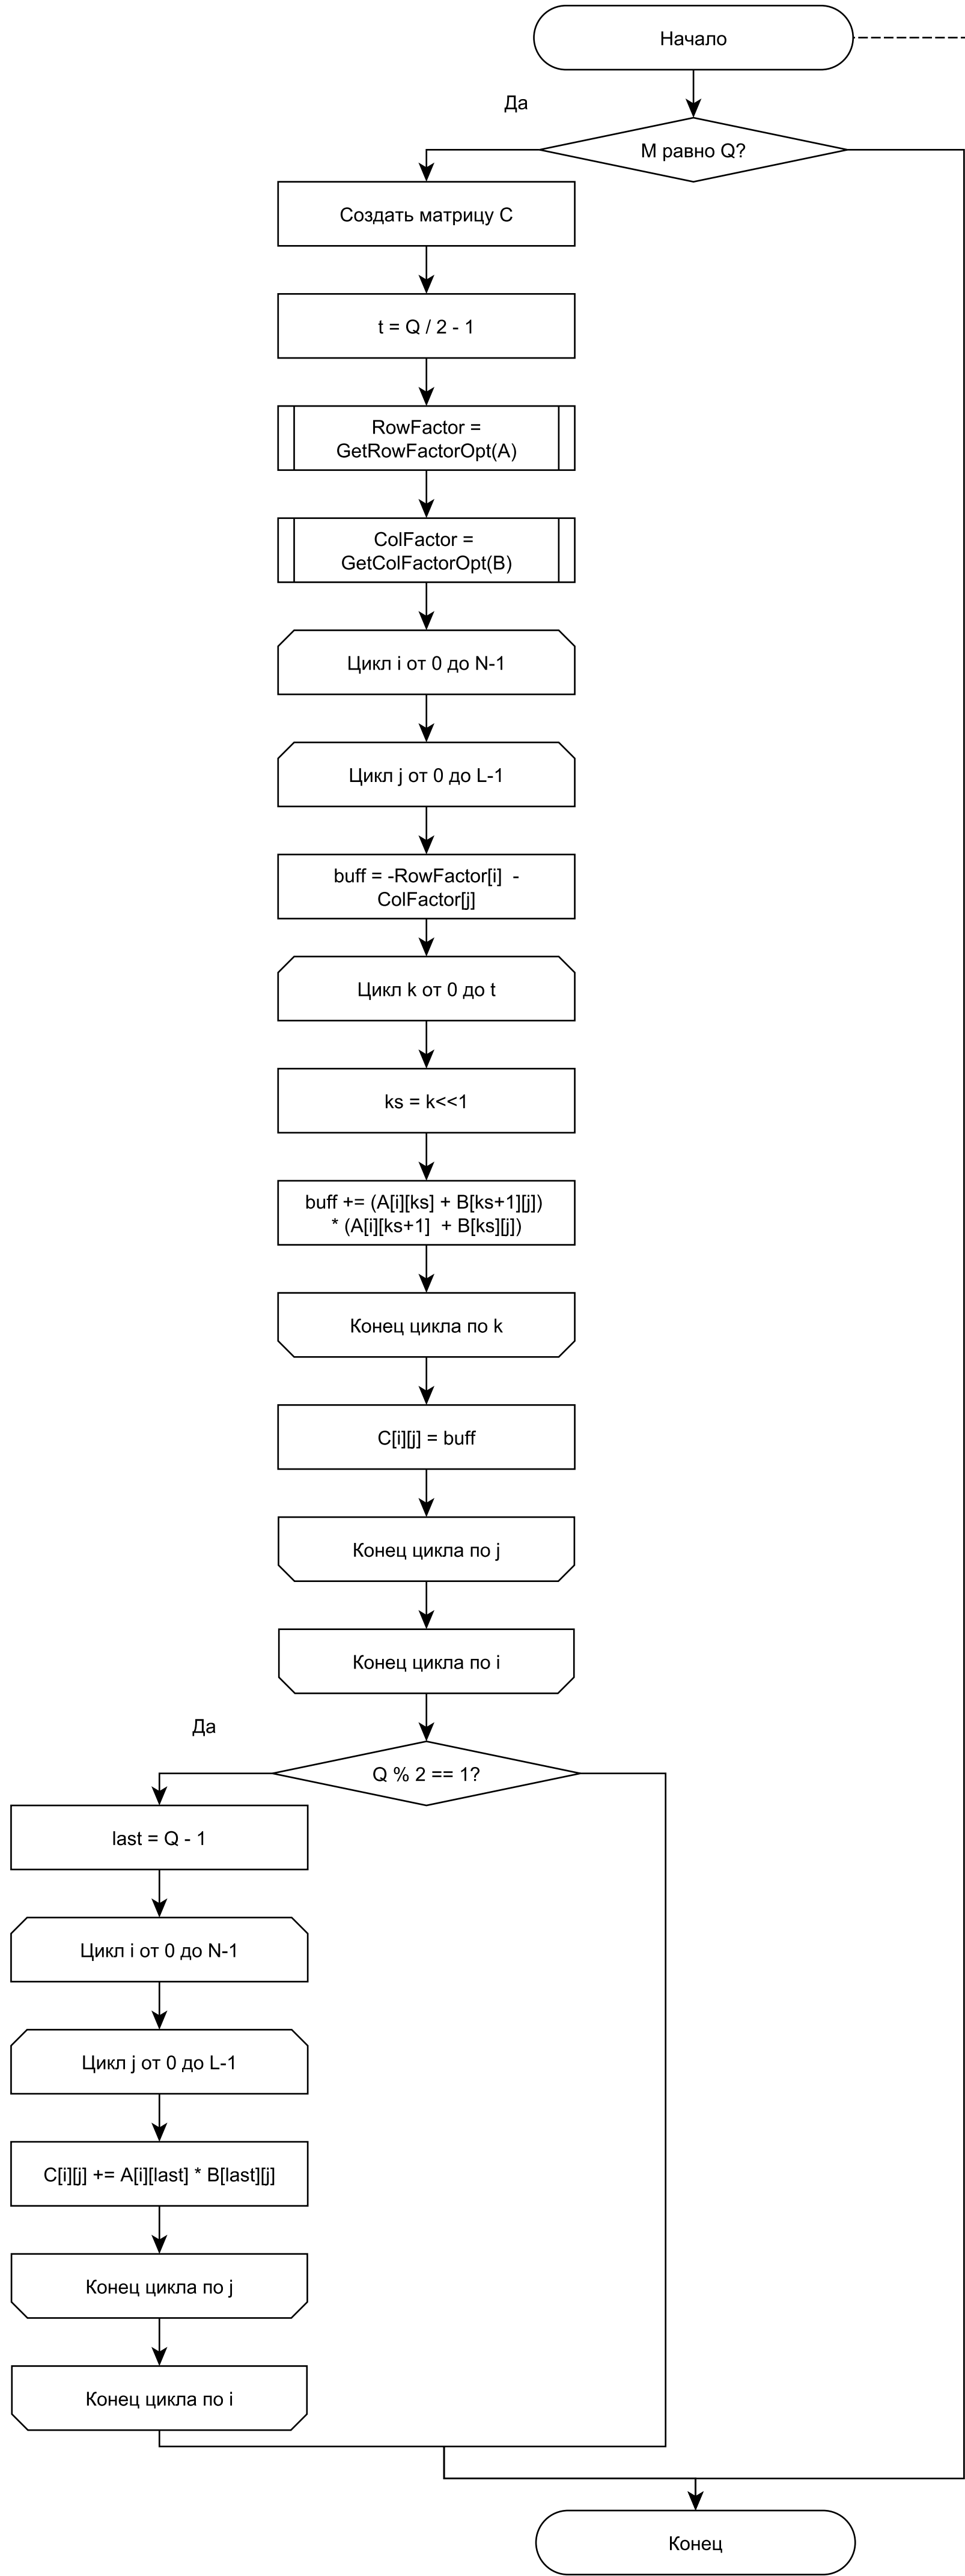 Начало
Да
M равно Q?
Создать матрицу C
t = Q / 2 - 1
RowFactor =
GetRowFactorOpt(A)
ColFactor =
GetColFactorOpt(B)
Цикл i от 0 до N-1
Цикл j от 0 до L-1
buff = -RowFactor[i]  -
ColFactor[j]
Цикл k от 0 до t
ks = k<<1
buff += (A[i][ks] + B[ks+1][j])
* (A[i][ks+1]  + B[ks][j])
Конец цикла по k
C[i][j] = buff
Конец цикла по j
Конец цикла по i
Да
Q % 2 == 1?
last = Q - 1
Цикл i от 0 до N-1
Цикл j от 0 до L-1
C[i][j] += A[i][last] * B[last][j]
Конец цикла по j
Конец цикла по i
Конец